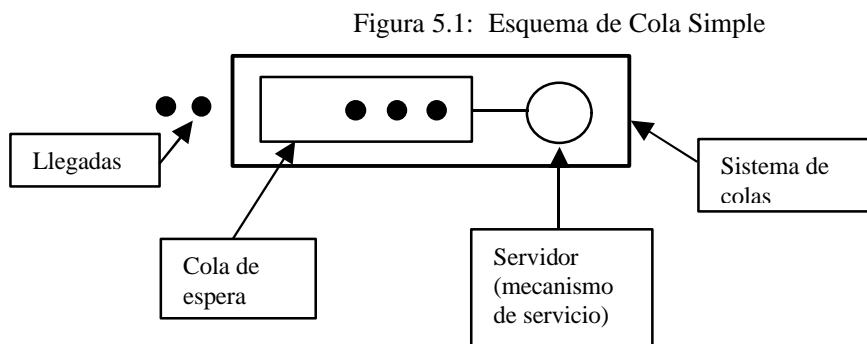 Figura 5.1: Esquema de Cola Simple
Llegadas
Sistema de
colas
Cola de
espera
Servidor
(mecanismo
de servicio)